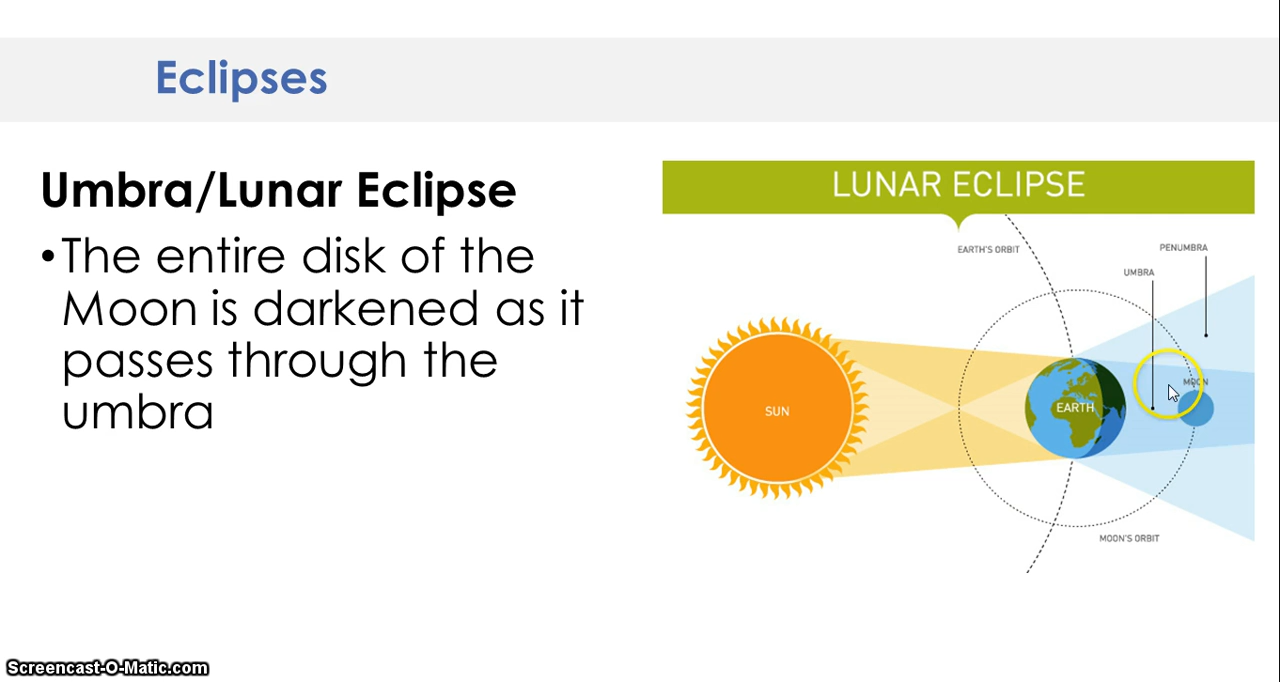 Eclipses
Umbra/Lunar Eclipse
•The entire disk of the
Moon is darkened as it
passes through the
umbra
LUNAR ECLIPSE
EARTH'S ORBIT
PENUMBRA
UMBRA
MOON
SUN
EARTH
MOON'S ORBIT
Screencast-O-Matic.com